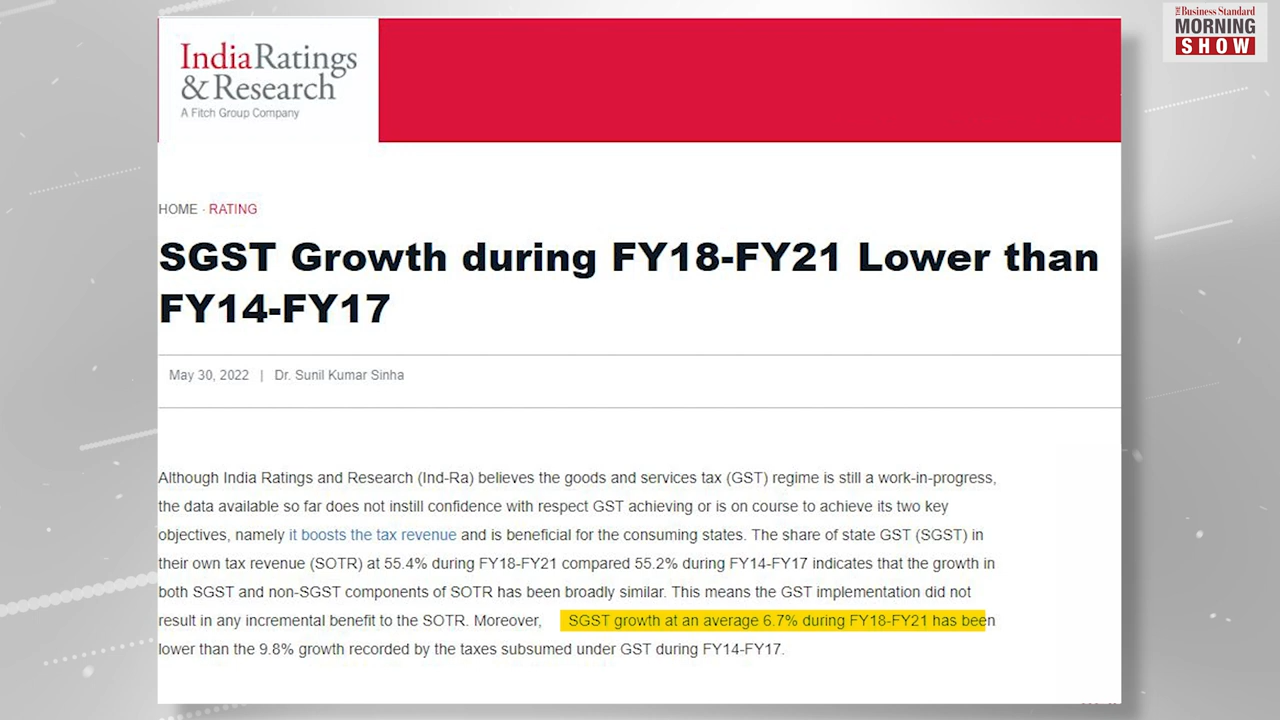 THE Business Standard
MORNING
SHOW
IndiaRatings
& Research
A Fitch Group Company
HOME · RATING
SGST Growth during FY18-FY21 Lower than
FY14-FY17
May 30, 2022 | Dr. Sunil Kumar Sinha
Although India Ratings and Research (Ind-Ra) believes the goods and services tax (GST) regime is still a work-in-progress,
the data available so far does not instill confidence with respect GST achieving or is on course to achieve its two key
objectives, namely it boosts the tax revenue and is beneficial for the consuming states. The share of state GST (SGST) in
their own tax revenue (SOTR) at 55.4% during FY18-FY21 compared 55.2% during FY14-FY17 indicates that the growth in
both SGST and non-SGST components of SOTR has been broadly similar. This means the GST implementation did not
result in any incremental benefit to the SOTR. Moreover, SGST growth at an average 6.7% during FY18-FY21 has been
lower than the 9.8% growth recorded by the taxes subsumed under GST during FY14-FY17.